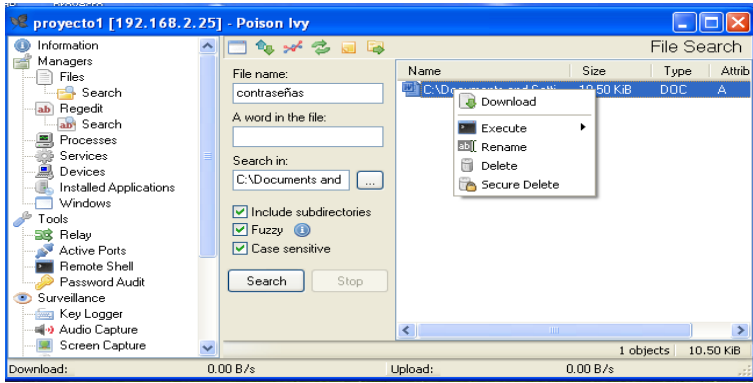 proyecto1 [192.168.2.25] - Poison Ivy
Information
Managers
Files
Search
Regedit
Search
Processes
Services
Devices
Installed Applications
Windows
Tools
Relay
Active Ports
Remote Shell
Password Audit
Surveillance
Key Logger
Audio Capture
Screen Capture
File Search
File name:
contraseñas
A word in the file:
Search in:
C:\Documents and
...
Include subdirectories
Fuzzy
Case sensitive
Search Stop
Name Size Type Attrib
C:\Documents and Setti 10.50 KiB DOC A
Download
Execute
Rename
Delete
Secure Delete
1 objects 10.50 KiB
Download: 0.00 B/s Upload: 0.00 B/s